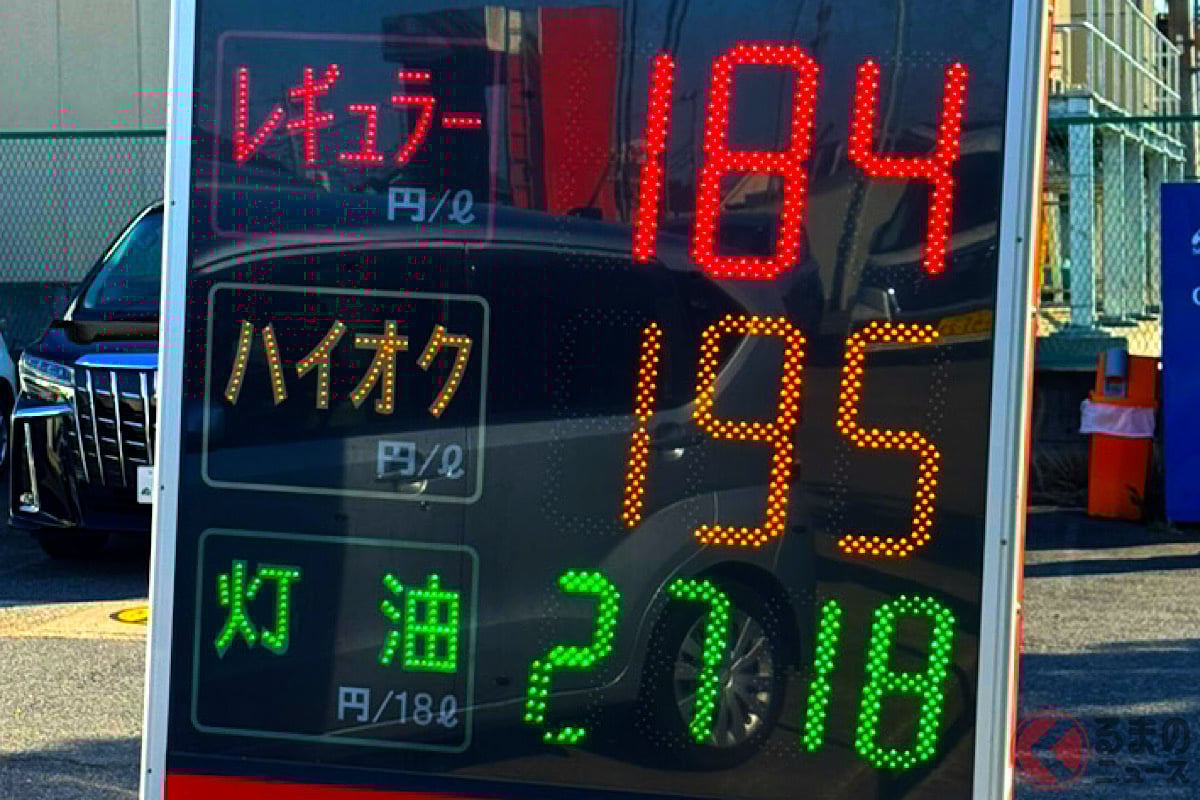 レギュラー 184
円/ℓ
ハイオク 195
円/ℓ
灯油 2718
円/18ℓ
くるまの
ニュース